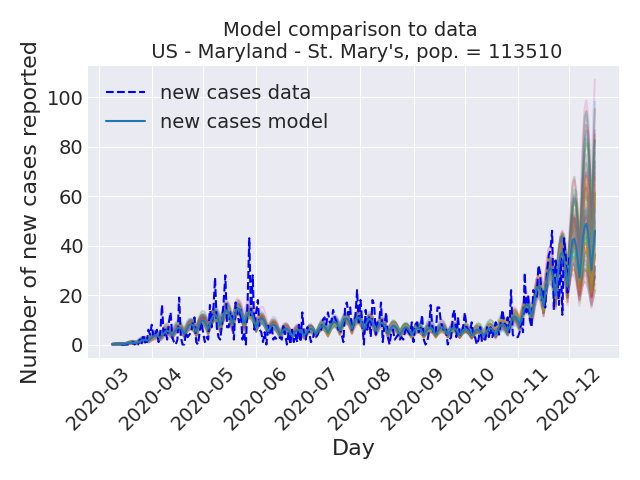 Model comparison to data
US - Maryland - St. Mary's, pop. = 113510
Number of new cases reported
100
80
60
40
20
0
new cases data
new cases model
2020-03
2020-04
2020-05
2020-06
2020-07
2020-08
2020-09
2020-10
2020-11
2020-12
Day